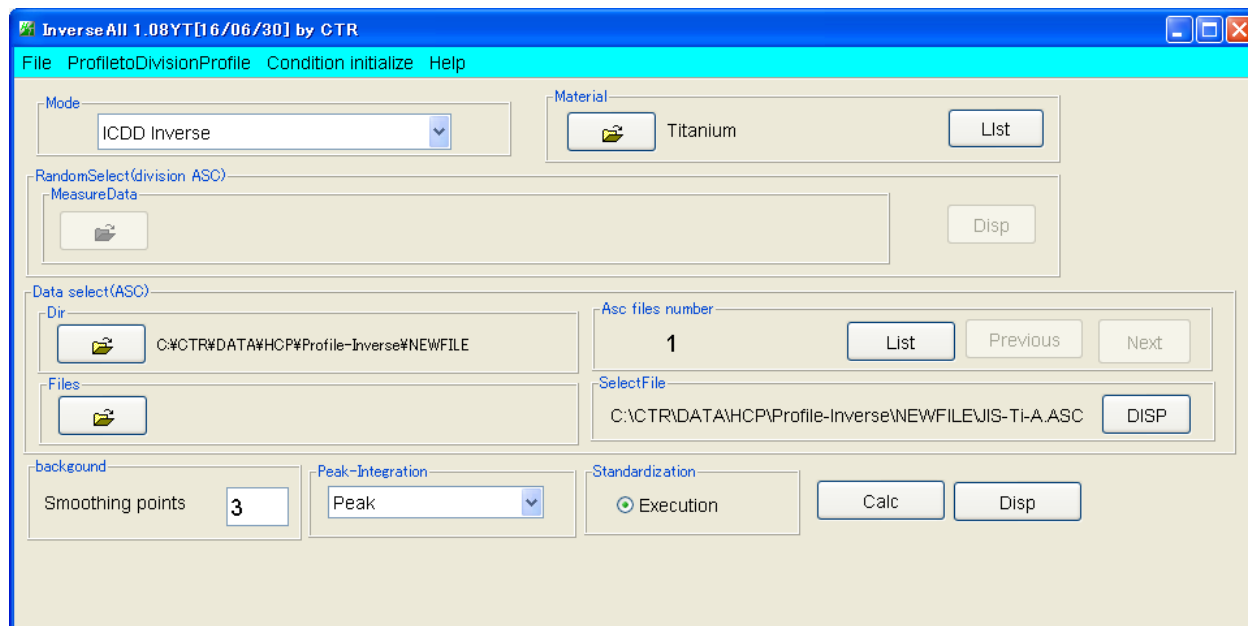 InverseAll 1.08YT[16/06/30] by CTR
File ProfiletoDivisionProfile Condition initialize Help
Mode
ICDD Inverse
Material
Titanium
LIst
RandomSelect(division ASC)
MeasureData
Disp
Data select(ASC)
Dir
C:¥CTR¥DATA¥HCP¥Profile-Inverse¥NEWFILE
Asc files number
1
List
Previous
Next
Files
SelectFile
C:\CTR\DATA\HCP\Profile-Inverse\NEWFILE\JIS-Ti-A.ASC
DISP
backgound
Smoothing points
3
Peak-Integration
Peak
Standardization
Execution
Calc
Disp